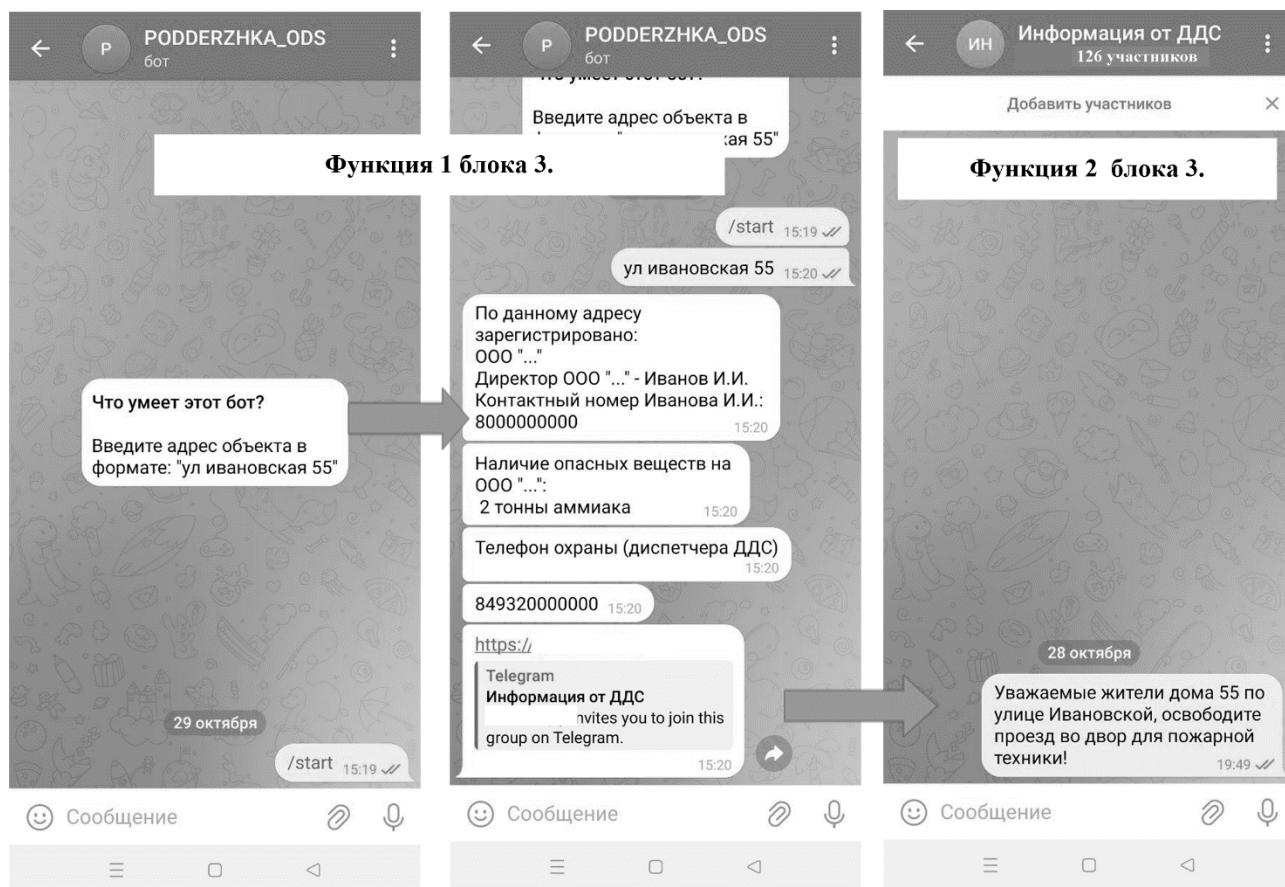 PODDERZHKA_ODS
бот
Функция 1 блока 3.
Что умеет этот бот?
Введите адрес объекта в
формате: "ул ивановская 55"
29 октября
/start 15:19
Сообщение
PODDERZHKA_ODS
бот
Введите адрес объекта в
ая 55"
/start 15:19
ул ивановская 55 15:20
По данному адресу
зарегистрировано:
ООО "..."
Директор ООО "..." - Иванов И.И.
Контактный номер Иванова И.И.:
8000000000 15:20
Наличие опасных веществ на
ООО "...":
2 тонны аммиака 15:20
Телефон охраны (диспетчера ДДС)
15:20
849320000000 15:20
https:/
Telegram
Информация от ДДС
nvites you to join this
group on Telegram.
15:20
Сообщение
ИН
Информация от ДДС
126 участников
Добавить участников
Функция 2 блока 3.
28 октября
Уважаемые жители дома 55 по
улице Ивановской, освободите
проезд во двор для пожарной
техники! 19:49
Сообщение